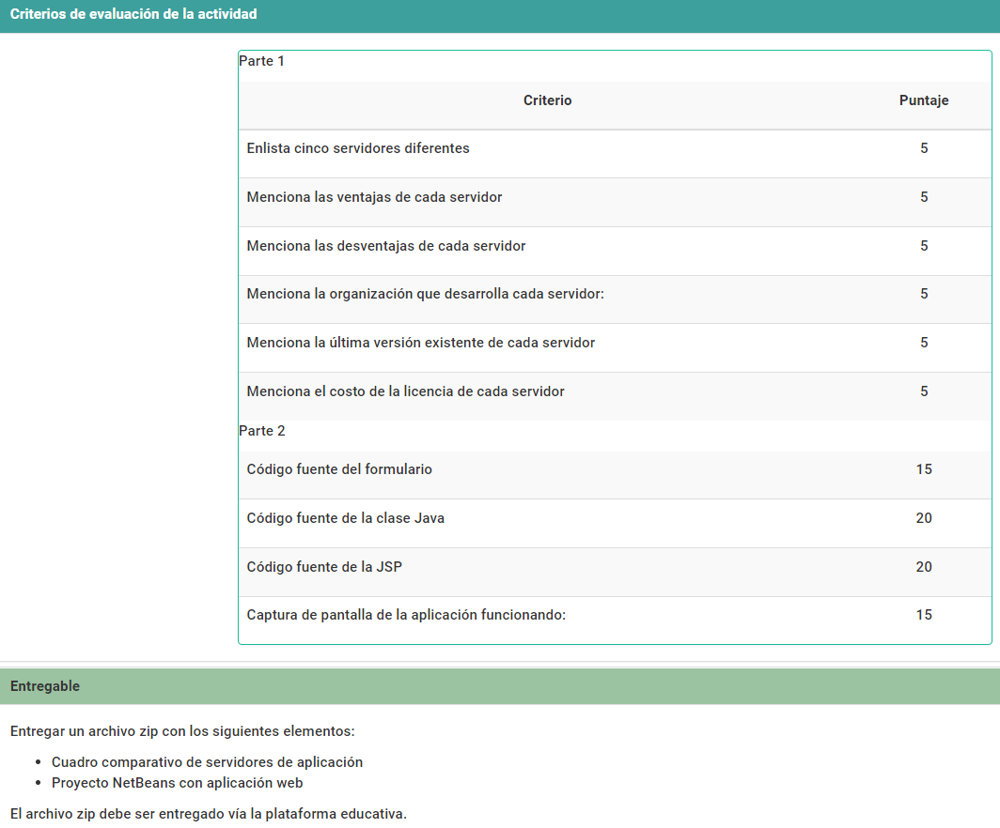 Criterios de evaluación de la actividad
Parte 1
Criterio Puntaje
Enlista cinco servidores diferentes 5
Menciona las ventajas de cada servidor 5
Menciona las desventajas de cada servidor 5
Menciona la organización que desarrolla cada servidor: 5
Menciona la última versión existente de cada servidor 5
Menciona el costo de la licencia de cada servidor 5
Parte 2
Código fuente del formulario 15
Código fuente de la clase Java 20
Código fuente de la JSP 20
Captura de pantalla de la aplicación funcionando: 15
Entregable
Entregar un archivo zip con los siguientes elementos:
• Cuadro comparativo de servidores de aplicación
• Proyecto NetBeans con aplicación web
El archivo zip debe ser entregado vía la plataforma educativa.